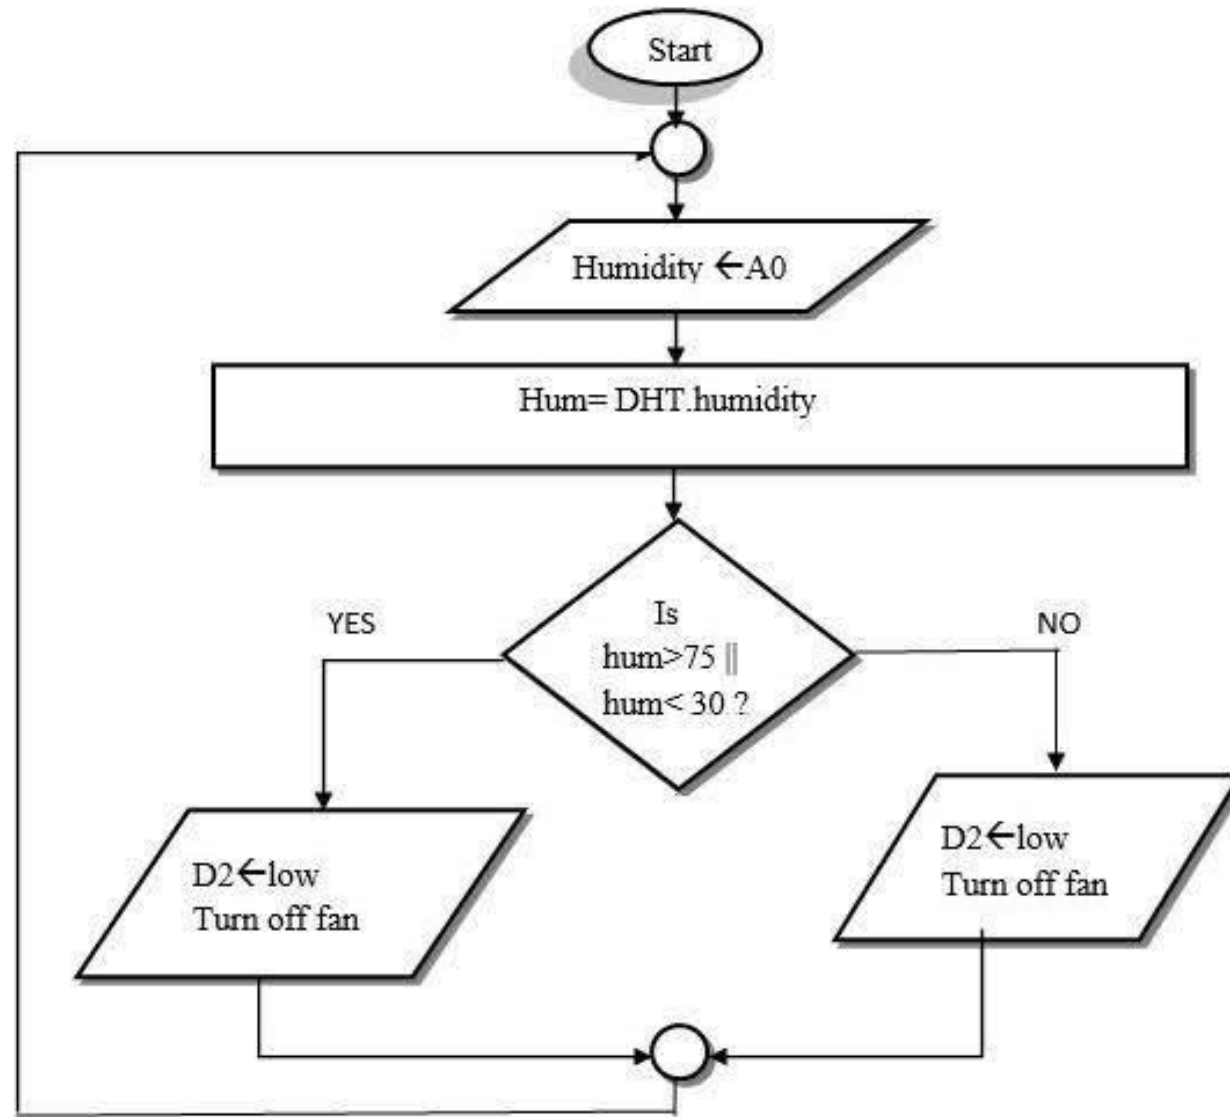 Start
Humidity ←A0
Hum= DHT.humidity
Is
hum>75 ||
hum< 30 ?
YES
NO
D2←low
Turn off fan
D2←low
Turn off fan